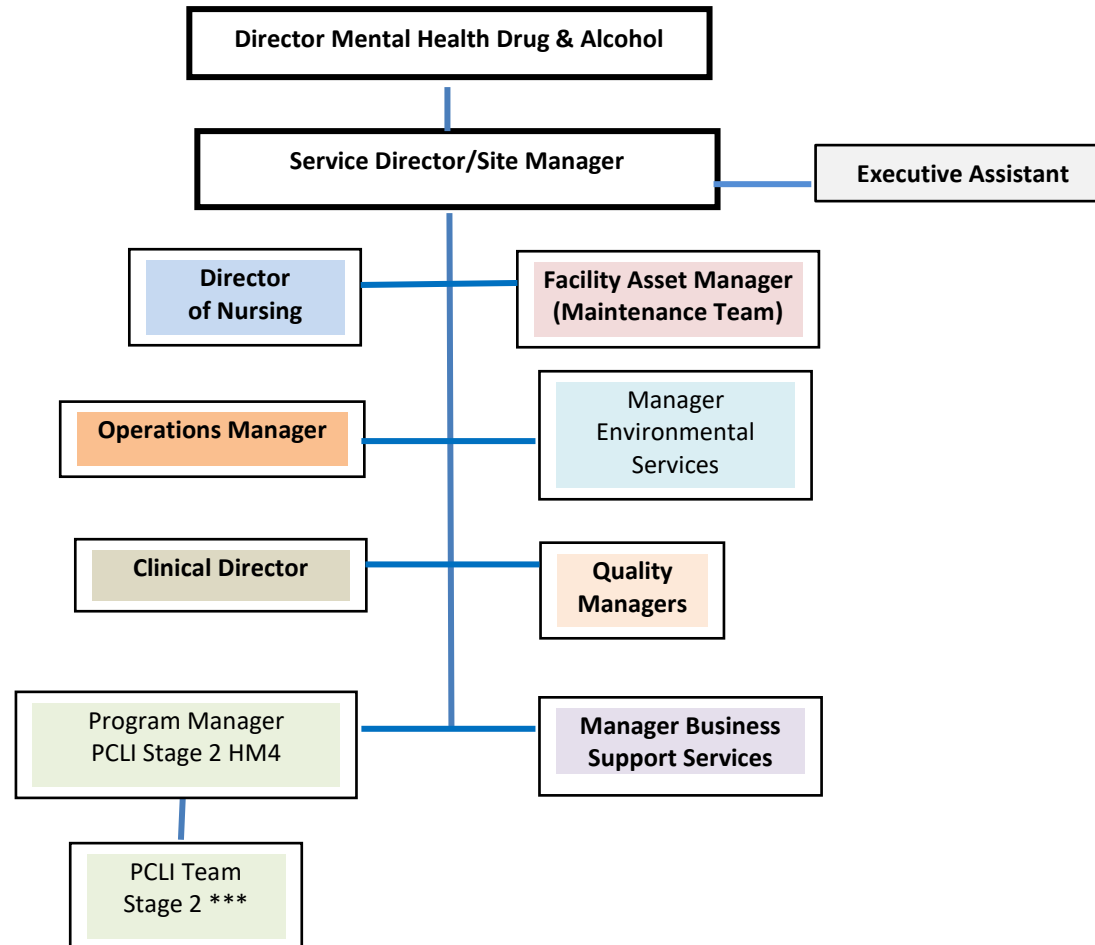 Director Mental Health Drug & Alcohol
Service Director/Site Manager
Executive Assistant
Director
of Nursing
Facility Asset Manager
(Maintenance Team)
Operations Manager
Manager
Environmental
Services
Clinical Director
Quality
Managers
Program Manager
PCLI Stage 2 HM4
Manager Business
Support Services
PCLI Team
Stage 2 ***